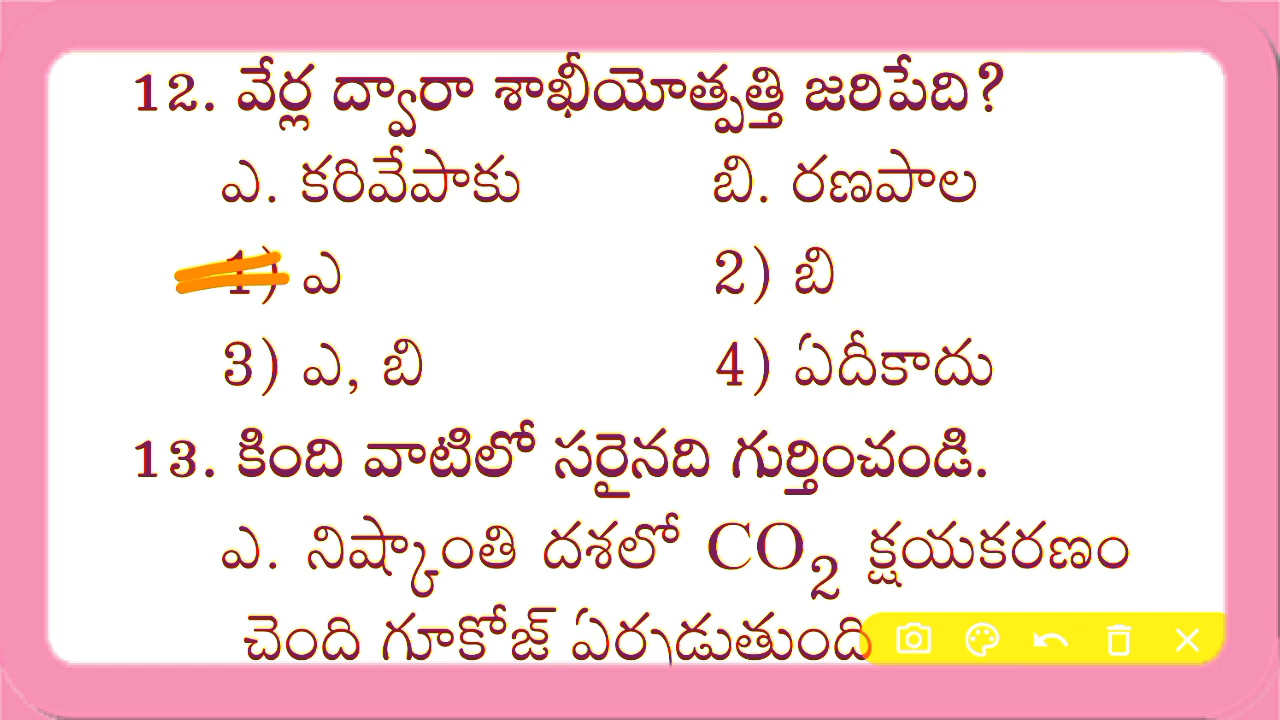 12. వేర్ల ద్వారా శాఖీయోత్పత్తి జరిపేది?
ఎ. కరివేపాకు బి. రణపాల
1) ఎ 2) బి
3) ఎ, బి 4) ఏదీకాదు
13. కింది వాటిలో సరైనది గుర్తించండి.
ఎ. నిష్కాంతి దశలో CO₂ క్షయకరణం
చెంది గూకోజ్ ఏర్పడుతుంది